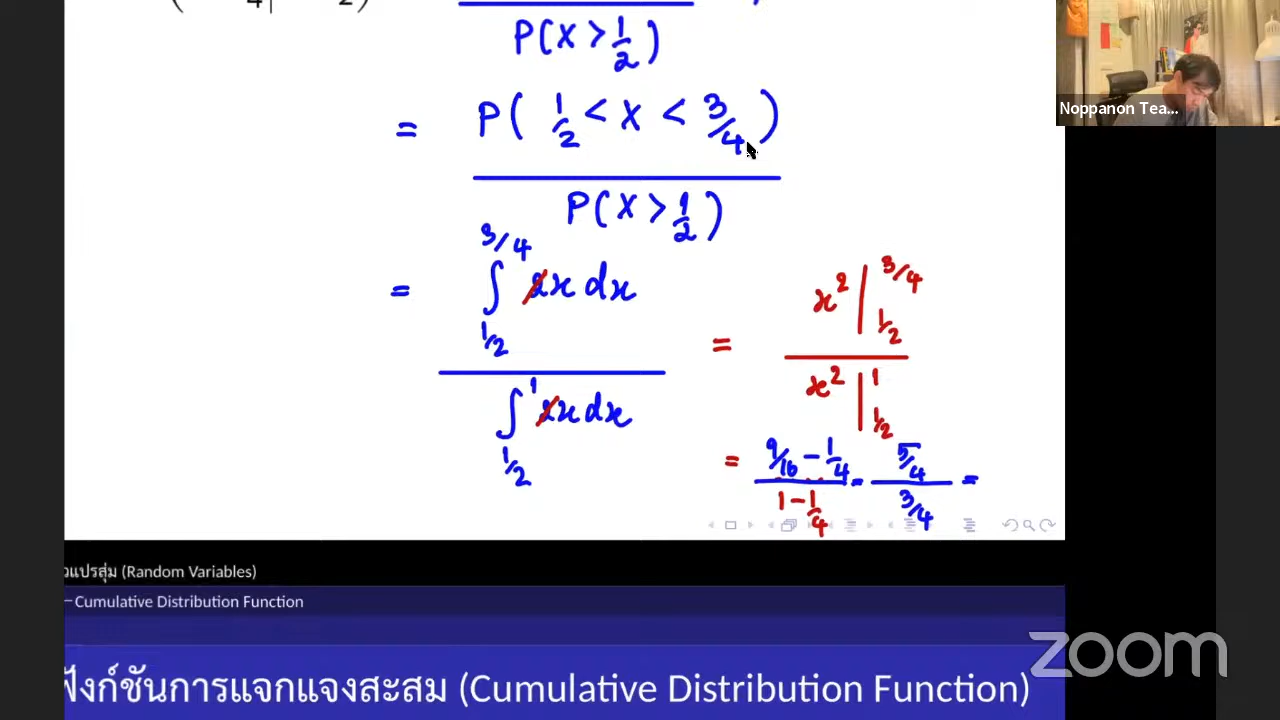 P(X > 1/2)
= P( 1/2 < X < 3/4 )
P(X > 1/2)
= ∫_{1/2}^{3/4} 2x dx
∫_{1/2}^{1} 2x dx
= x² |_{1/2}^{3/4}
x² |_{1/2}^{1}
= 9/16 - 1/4 = 5/4 =
1 - 1/4 3/4
Noppanon Tea...
วแปรสุ่ม (Random Variables)
Cumulative Distribution Function
ฟังก์ชันการแจกแจงสะสม (Cumulative Distribution Function)
zoom